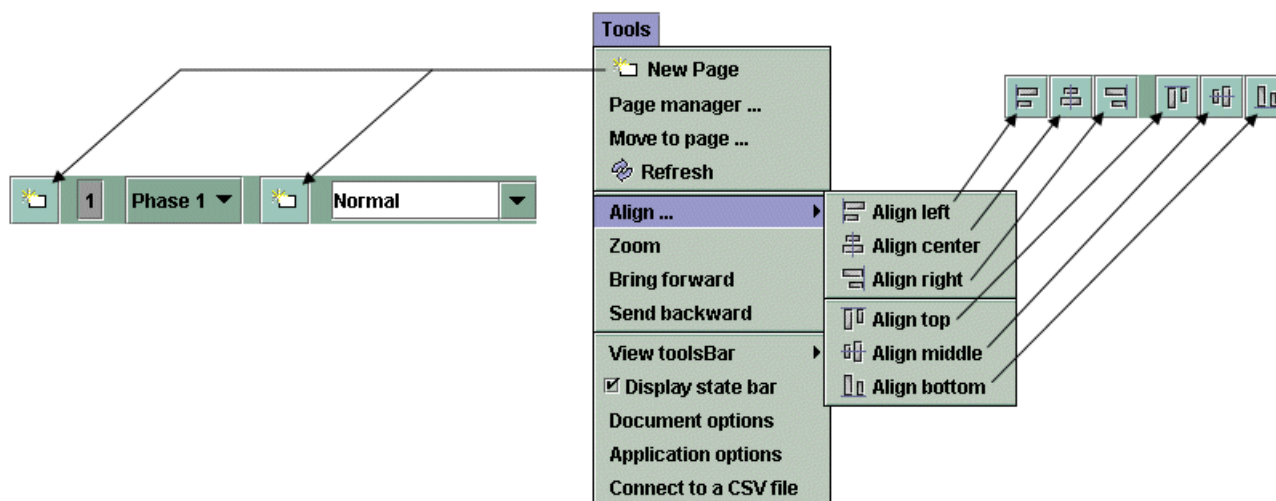 Tools
New Page
Page manager ...
Move to page ...
Refresh
1
Phase 1
Normal
Align ...
Zoom
Bring forward
Send backward
View toolsBar
Display state bar
Document options
Application options
Connect to a CSV file
Align left
Align center
Align right
Align top
Align middle
Align bottom